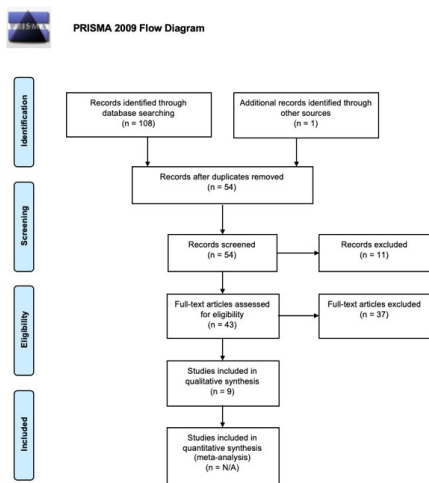 PRISMA
PRISMA 2009 Flow Diagram
Identification
Records identified through
database searching
(n = 108)
Additional records identified through
other sources
(n = 1)
Records after duplicates removed
(n = 54)
Screening
Records screened
(n = 54)
Records excluded
(n = 11)
Eligibility
Full-text articles assessed
for eligibility
(n = 43)
Full-text articles excluded
(n = 37)
Studies included in
qualitative synthesis
(n = 9)
Included
Studies included in
quantitative synthesis
(meta-analysis)
(n = N/A)